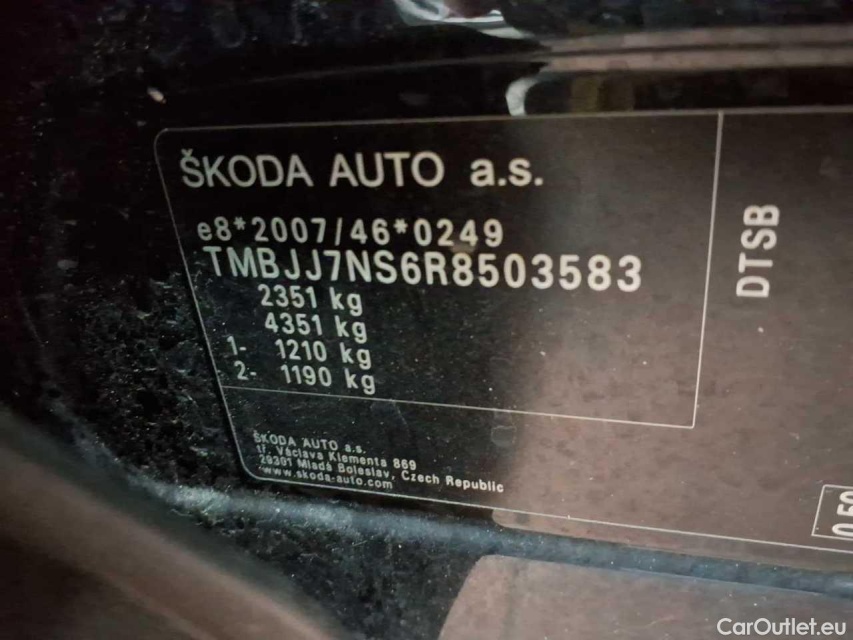 ŠKODA AUTO a.s.
e8*2007/46*0249
TMBJJ7NS6R8503583
2351 kg
4351 kg
1- 1210 kg
2- 1190 kg
ŠKODA AUTO a.s.
tř. Václava Klementa 869
29301 Mladá Boleslav, Czech Republic
www.skoda-auto.com
DTSB
CarOutlet.eu